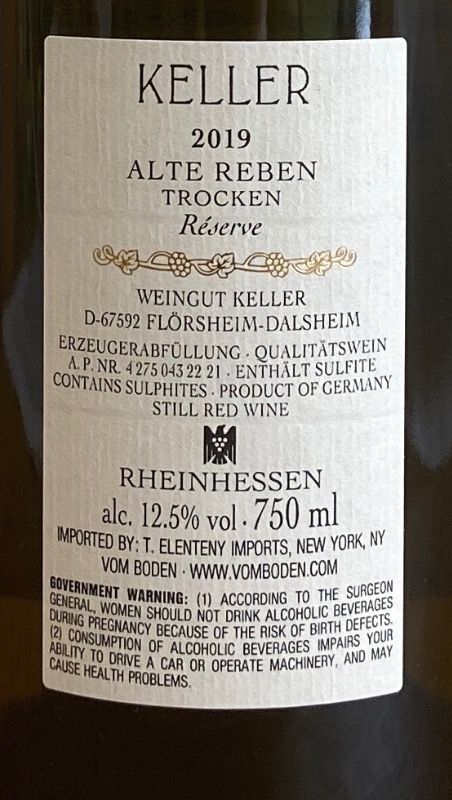 KELLER
2019
ALTE REBEN
TROCKEN
Réserve
WEINGUT KELLER
D-67592 FLÖRSHEIM-DALSHEIM
ERZEUGERABFÜLLUNG · QUALITÄTSWEIN
A. P. NR. 4 275 043 22 21 · ENTHÄLT SULFITE
CONTAINS SULPHITES · PRODUCT OF GERMANY
STILL RED WINE
RHEINHESSEN
alc. 12.5% vol · 750 ml
IMPORTED BY: T. ELENTENY IMPORTS, NEW YORK, NY
VOM BODEN · WWW.VOMBODEN.COM
GOVERNMENT WARNING: (1) ACCORDING TO THE SURGEON
GENERAL, WOMEN SHOULD NOT DRINK ALCOHOLIC BEVERAGES
DURING PREGNANCY BECAUSE OF THE RISK OF BIRTH DEFECTS.
(2) CONSUMPTION OF ALCOHOLIC BEVERAGES IMPAIRS YOUR
ABILITY TO DRIVE A CAR OR OPERATE MACHINERY, AND MAY
CAUSE HEALTH PROBLEMS.